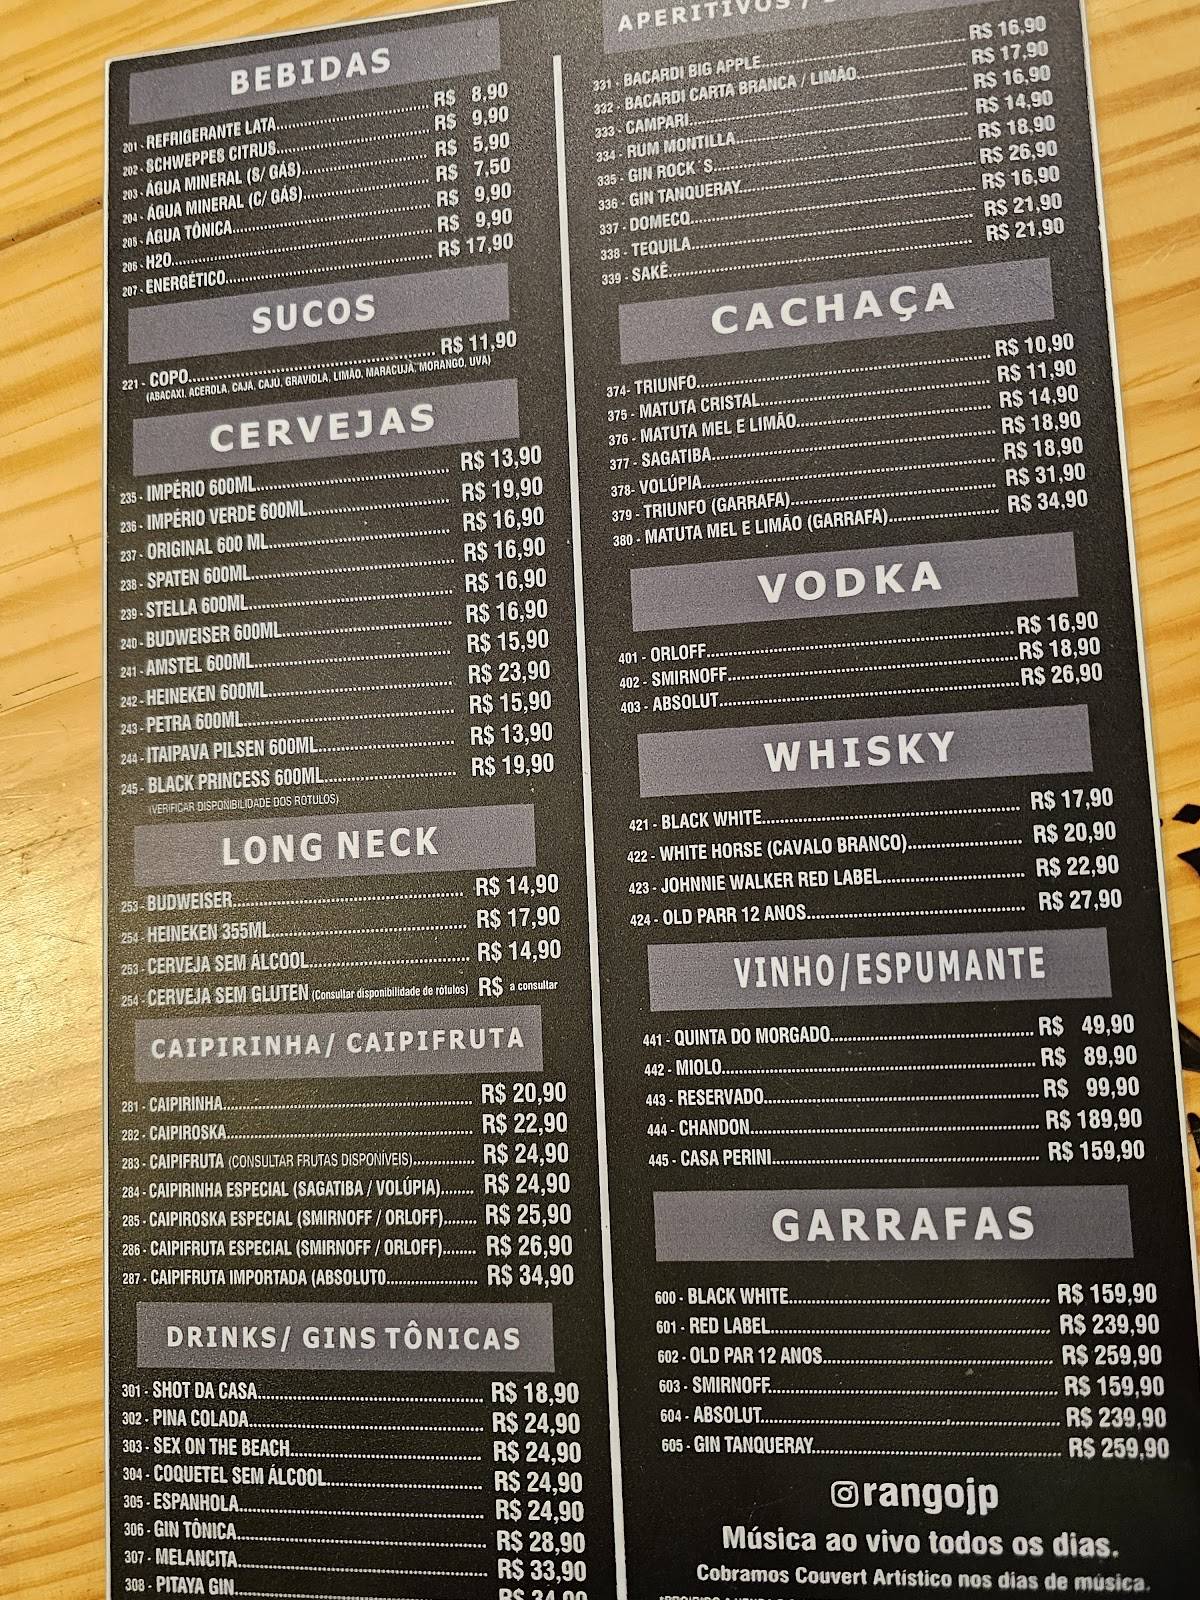 BEBIDAS
201 - REFRIGERANTE LATA.......... R$ 8,90
202 - SCHWEPPES CITRUS.......... R$ 9,90
203 - ÁGUA MINERAL (S/ GÁS).......... R$ 5,90
204 - ÁGUA MINERAL (C/ GÁS).......... R$ 7,50
205 - ÁGUA TÔNICA.......... R$ 9,90
206 - H2O.......... R$ 9,90
207 - ENERGÉTICO.......... R$ 17,90
SUCOS
221 - COPO.......... R$ 11,90
(ABACAXI, ACEROLA, CAJÁ, CAJÚ, GRAVIOLA, LIMÃO, MARACUJÁ, MORANGO, UVA)
CERVEJAS
235 - IMPÉRIO 600ML.......... R$ 13,90
236 - IMPÉRIO VERDE 600ML.......... R$ 19,90
237 - ORIGINAL 600 ML.......... R$ 16,90
238 - SPATEN 600ML.......... R$ 16,90
239 - STELLA 600ML.......... R$ 16,90
240 - BUDWEISER 600ML.......... R$ 16,90
241 - AMSTEL 600ML.......... R$ 15,90
242 - HEINEKEN 600ML.......... R$ 23,90
243 - PETRA 600ML.......... R$ 15,90
244 - ITAIPAVA PILSEN 600ML.......... R$ 13,90
245 - BLACK PRINCESS 600ML.......... R$ 19,90
(VERIFICAR DISPONIBILIDADE DOS RÓTULOS)
LONG NECK
253 - BUDWEISER.......... R$ 14,90
254 - HEINEKEN 355ML.......... R$ 17,90
253 - CERVEJA SEM ÁLCOOL.......... R$ 14,90
254 - CERVEJA SEM GLUTEN (Consultar disponibilidade de rótulos) R$ a consultar
CAIPIRINHA/ CAIPIFRUTA
281 - CAIPIRINHA.......... R$ 20,90
282 - CAIPIROSKA.......... R$ 22,90
283 - CAIPIFRUTA (CONSULTAR FRUTAS DISPONÍVEIS).......... R$ 24,90
284 - CAIPIRINHA ESPECIAL (SAGATIBA / VOLÚPIA)........ R$ 24,90
285 - CAIPIROSKA ESPECIAL (SMIRNOFF / ORLOFF)........ R$ 25,90
286 - CAIPIFRUTA ESPECIAL (SMIRNOFF / ORLOFF)........ R$ 26,90
287 - CAIPIFRUTA IMPORTADA (ABSOLUTO.......... R$ 34,90
DRINKS/ GINS TÔNICAS
301 - SHOT DA CASA.......... R$ 18,90
302 - PINA COLADA.......... R$ 24,90
303 - SEX ON THE BEACH.......... R$ 24,90
304 - COQUETEL SEM ÁLCOOL.......... R$ 24,90
305 - ESPANHOLA.......... R$ 24,90
306 - GIN TÔNICA.......... R$ 28,90
307 - MELANCITA.......... R$ 33,90
308 - PITAYA GIN..........
APERITIVOS /
331 - BACARDI BIG APPLE.......... R$ 16,90
332 - BACARDI CARTA BRANCA / LIMÃO.......... R$ 17,90
333 - CAMPARI.......... R$ 16,90
334 - RUM MONTILLA.......... R$ 14,90
335 - GIN ROCK´S.......... R$ 18,90
336 - GIN TANQUERAY.......... R$ 26,90
337 - DOMECQ.......... R$ 16,90
338 - TEQUILA.......... R$ 21,90
339 - SAKÊ.......... R$ 21,90
CACHAÇA
374- TRIUNFO.......... R$ 10,90
375 - MATUTA CRISTAL.......... R$ 11,90
376 - MATUTA MEL E LIMÃO.......... R$ 14,90
377 - SAGATIBA.......... R$ 18,90
378- VOLÚPIA.......... R$ 18,90
379 - TRIUNFO (GARRAFA).......... R$ 31,90
380 - MATUTA MEL E LIMÃO (GARRAFA).......... R$ 34,90
VODKA
401 - ORLOFF.......... R$ 16,90
402 - SMIRNOFF.......... R$ 18,90
403 - ABSOLUT.......... R$ 26,90
WHISKY
421 - BLACK WHITE.......... R$ 17,90
422 - WHITE HORSE (CAVALO BRANCO).......... R$ 20,90
423 - JOHNNIE WALKER RED LABEL.......... R$ 22,90
424 - OLD PARR 12 ANOS.......... R$ 27,90
VINHO/ESPUMANTE
441 - QUINTA DO MORGADO.......... R$ 49,90
442 - MIOLO.......... R$ 89,90
443 - RESERVADO.......... R$ 99,90
444 - CHANDON.......... R$ 189,90
445 - CASA PERINI.......... R$ 159,90
GARRAFAS
600 - BLACK WHITE.......... R$ 159,90
601 - RED LABEL.......... R$ 239,90
602 - OLD PAR 12 ANOS.......... R$ 259,90
603 - SMIRNOFF.......... R$ 159,90
604 - ABSOLUT.......... R$ 239,90
605 - GIN TANQUERAY.......... R$ 259,90
rangojp
Música ao vivo todos os dias.
Cobramos Couvert Artístico nos dias de música.